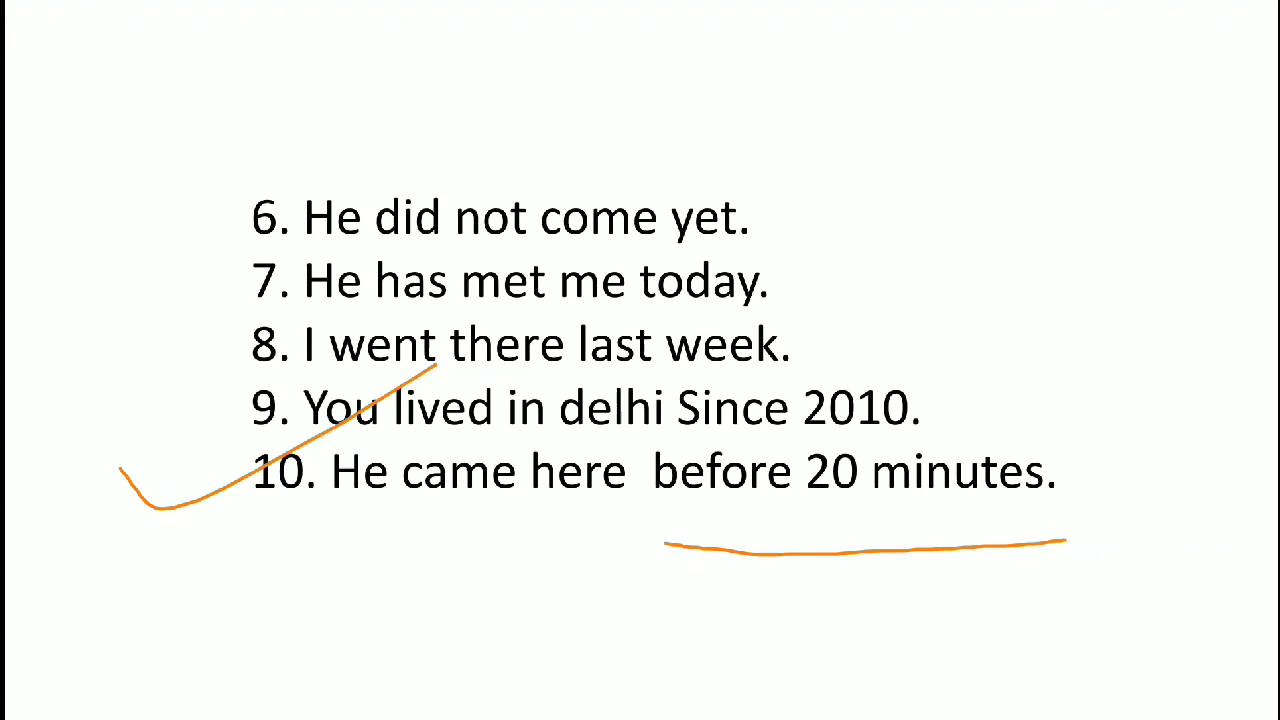 6. He did not come yet.
7. He has met me today.
8. I went there last week.
9. You lived in delhi Since 2010.
10. He came here  before 20 minutes.